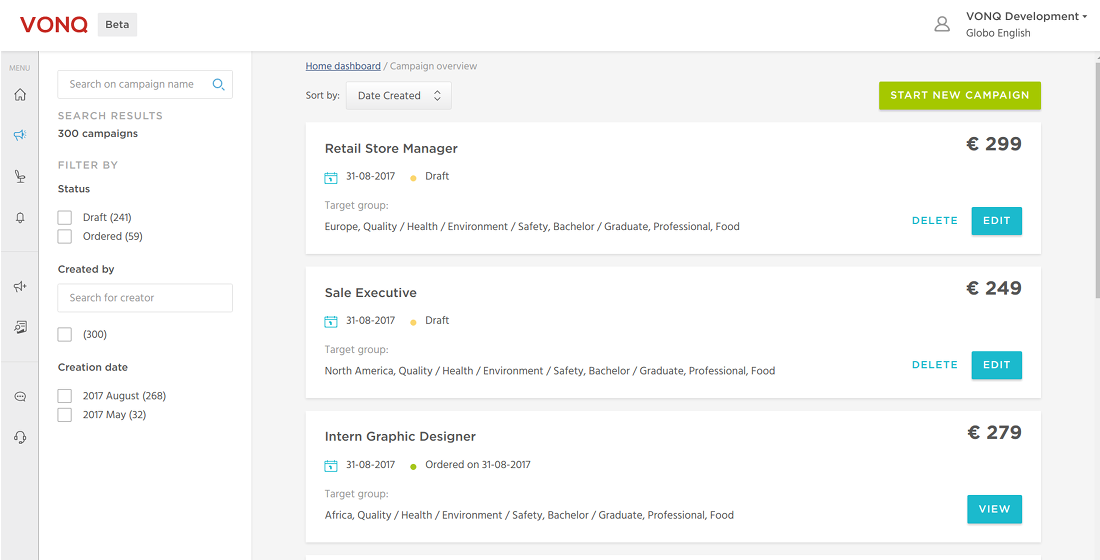 VONQ Beta
VONQ Development
Globo English
MENU
Search on campaign name
SEARCH RESULTS
300 campaigns
FILTER BY
Status
Draft (241)
Ordered (59)
Created by
Search for creator
(300)
Creation date
2017 August (268)
2017 May (32)
Home dashboard / Campaign overview
Sort by: Date Created
START NEW CAMPAIGN
Retail Store Manager
€ 299
31-08-2017 Draft
Target group:
Europe, Quality / Health / Environment / Safety, Bachelor / Graduate, Professional, Food
DELETE EDIT
Sale Executive
€ 249
31-08-2017 Draft
Target group:
North America, Quality / Health / Environment / Safety, Bachelor / Graduate, Professional, Food
DELETE EDIT
Intern Graphic Designer
€ 279
31-08-2017 Ordered on 31-08-2017
Target group:
Africa, Quality / Health / Environment / Safety, Bachelor / Graduate, Professional, Food
VIEW